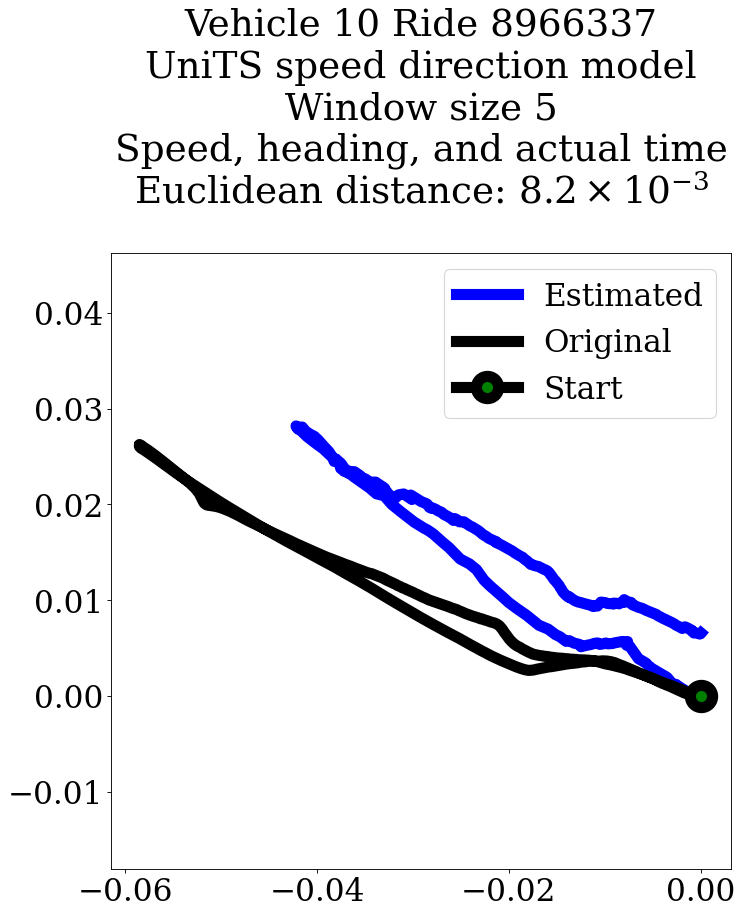 Vehicle 10 Ride 8966337
UniTS speed direction model
Window size 5
Speed, heading, and actual time
Euclidean distance: 8.2 × 10⁻³
Estimated
Original
Start
0.04
0.03
0.02
0.01
0.00
−0.01
−0.06
−0.04
−0.02
0.00